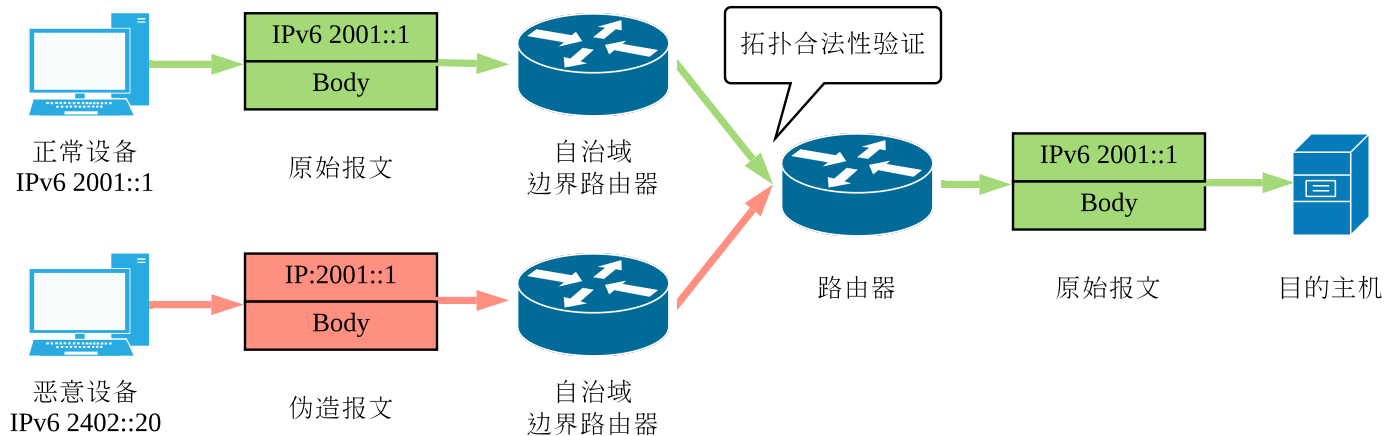 IPv6 2001::1
Body
拓扑合法性验证
正常设备
IPv6 2001::1
原始报文
自治域
边界路由器
IPv6 2001::1
Body
IP:2001::1
Body
路由器
原始报文
目的主机
恶意设备
IPv6 2402::20
伪造报文
自治域
边界路由器